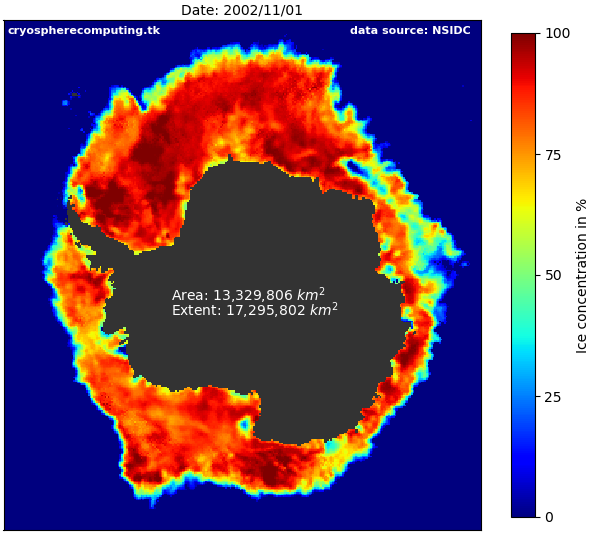 Date: 2002/11/01
cryospherecomputing.tk
data source: NSIDC
Area: 13,329,806 km²
Extent: 17,295,802 km²
100
75
50
25
0
Ice concentration in %